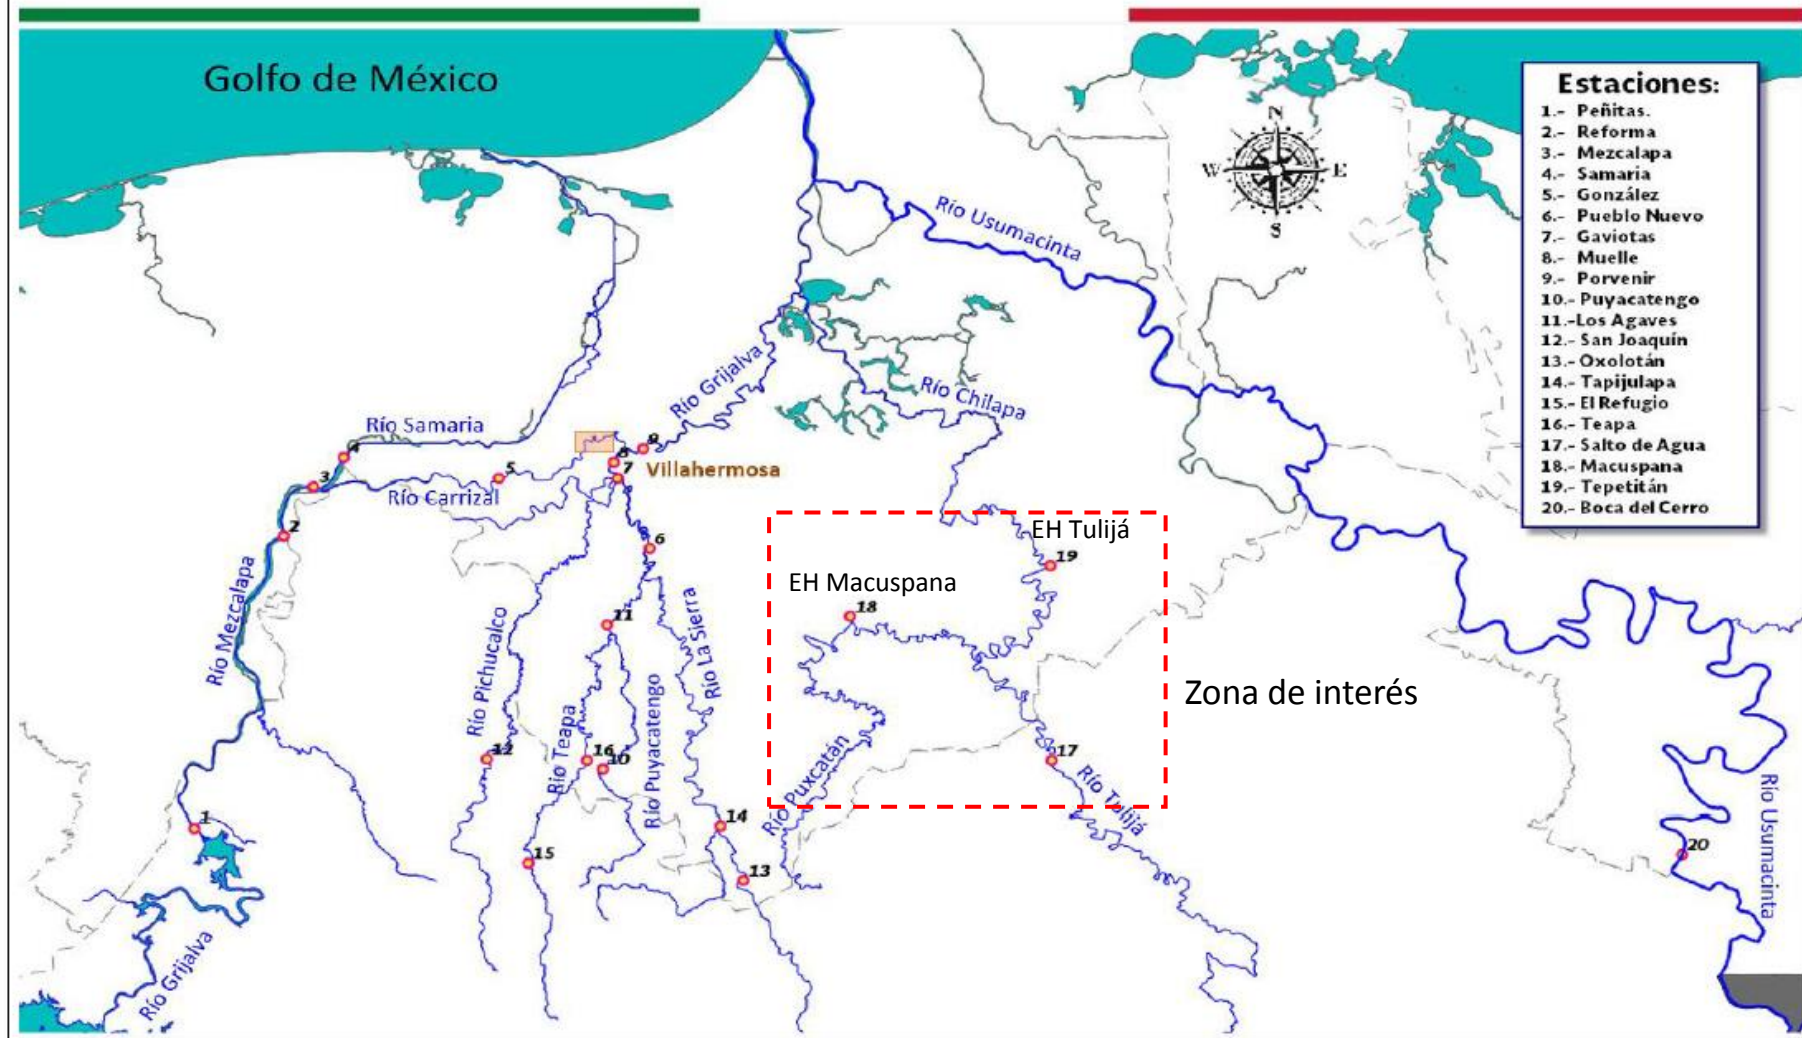 Golfo de México
Estaciones:
1.- Peñitas.
2.- Reforma
3.- Mezcalapa
4.- Samaria
5.- González
6.- Pueblo Nuevo
7.- Gaviotas
8.- Muelle
9.- Porvenir
10.- Puyacatengo
11.-Los Agaves
12.- San Joaquín
13.- Oxolotán
14.- Tapijulapa
15.- El Refugio
16.- Teapa
17.- Salto de Agua
18.- Macuspana
19.- Tepetitán
20.- Boca del Cerro
N
W
E
S
Río Usumacinta
Río Grijalva
Río Chilapa
Río Samaria
4
9
8
Villahermosa
7
5
3
Río Carrizal
2
6
EH Tulijá
19
EH Macuspana
18
11
Río Mezcalapa
Río Pichucalco
Río La Sierra
Zona de interés
Río Teapa
Río Puyacatengo
12
16
10
17
Río Puxcatán
Río Tulijá
1
14
15
13
20
Río Usumacinta
Río Grijalva